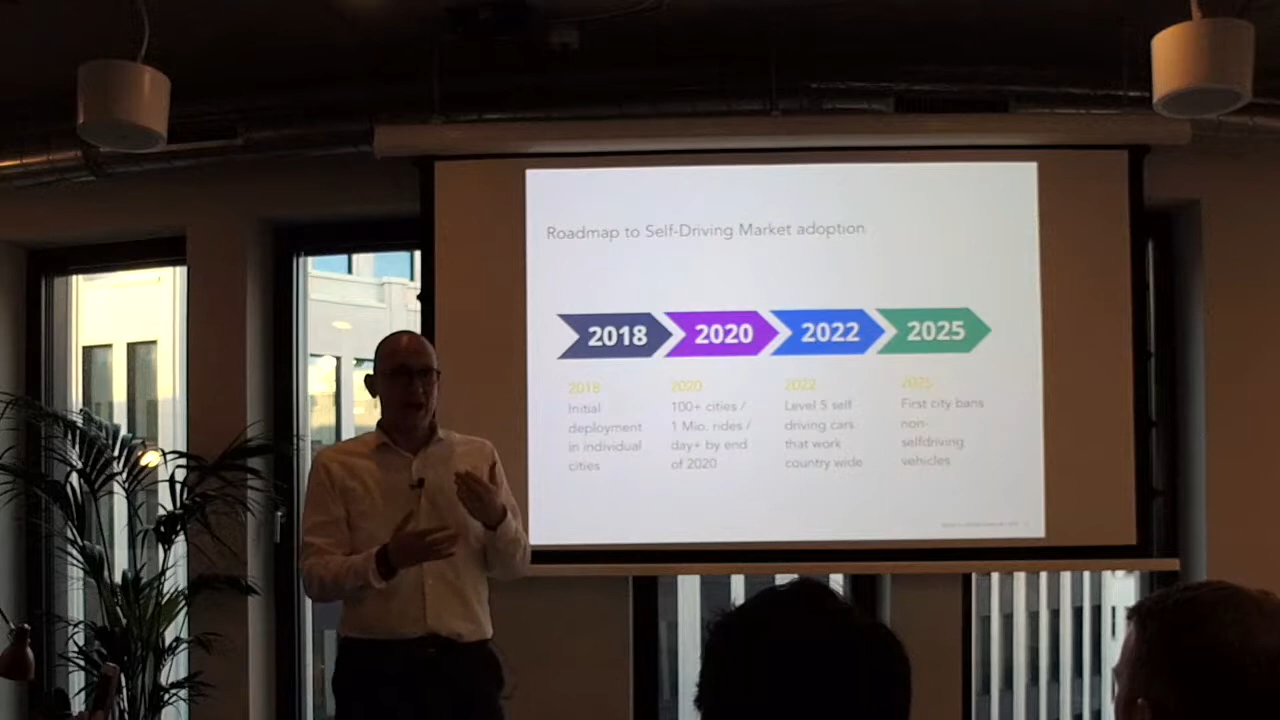 Roadmap to Self-Driving Market adoption
2018 2020 2022 2025
2018
Initial
deployment
in individual
cities
2020
100+ cities /
1 Mio. rides /
day+ by end
of 2020
2022
Level 5 self
driving cars
that work
country wide
2025
First city bans
non-
selfdriving
vehicles